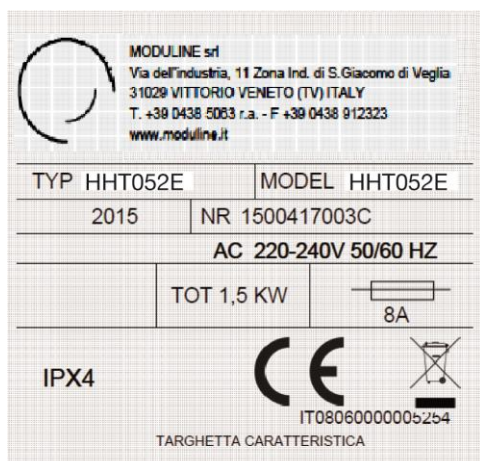 MODULINE srl
Via dell'industria, 11 Zona Ind. di S.Giacomo di Veglia
31029 VITTORIO VENETO (TV) ITALY
T. +39 0438 5063 r.a. - F +39 0438 912323
www.moduline.it
TYP HHT052E MODEL HHT052E
2015 NR 1500417003C
AC 220-240V 50/60 HZ
TOT 1,5 KW
8A
IPX4 CE
IT08060000005254
TARGHETTA CARATTERISTICA